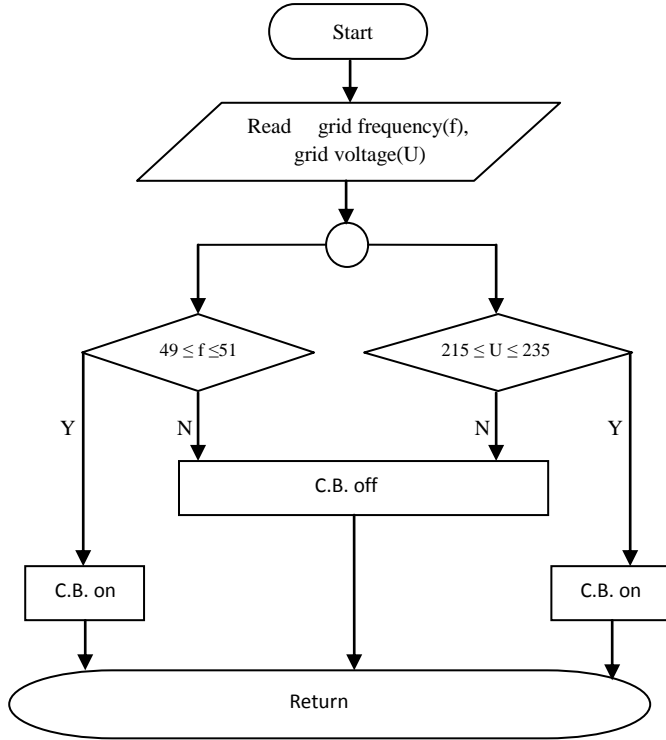 Start
Read grid frequency(f),
grid voltage(U)
49 ≤ f ≤51
215 ≤ U ≤ 235
Y
N
N
Y
C.B. off
C.B. on
C.B. on
Return